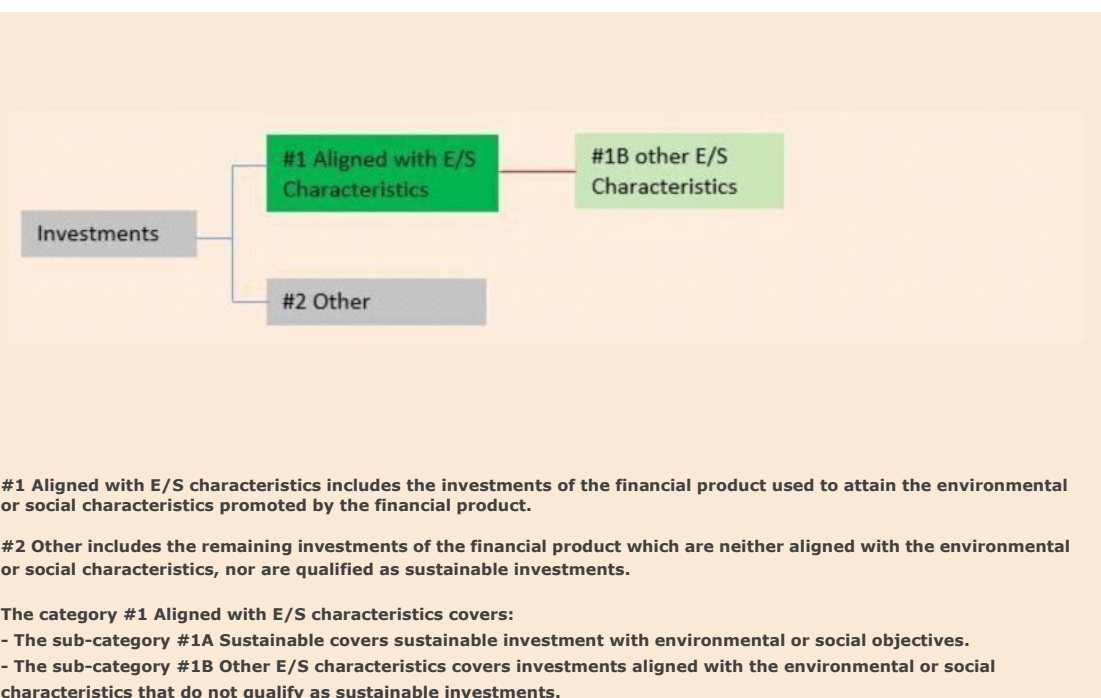 #1 Aligned with E/S
Characteristics
#1B other E/S
Characteristics
Investments
#2 Other
#1 Aligned with E/S characteristics includes the investments of the financial product used to attain the environmental
or social characteristics promoted by the financial product.
#2 Other includes the remaining investments of the financial product which are neither aligned with the environmental
or social characteristics, nor are qualified as sustainable investments.
The category #1 Aligned with E/S characteristics covers:
- The sub-category #1A Sustainable covers sustainable investment with environmental or social objectives.
- The sub-category #1B Other E/S characteristics covers investments aligned with the environmental or social
characteristics that do not qualify as sustainable investments.